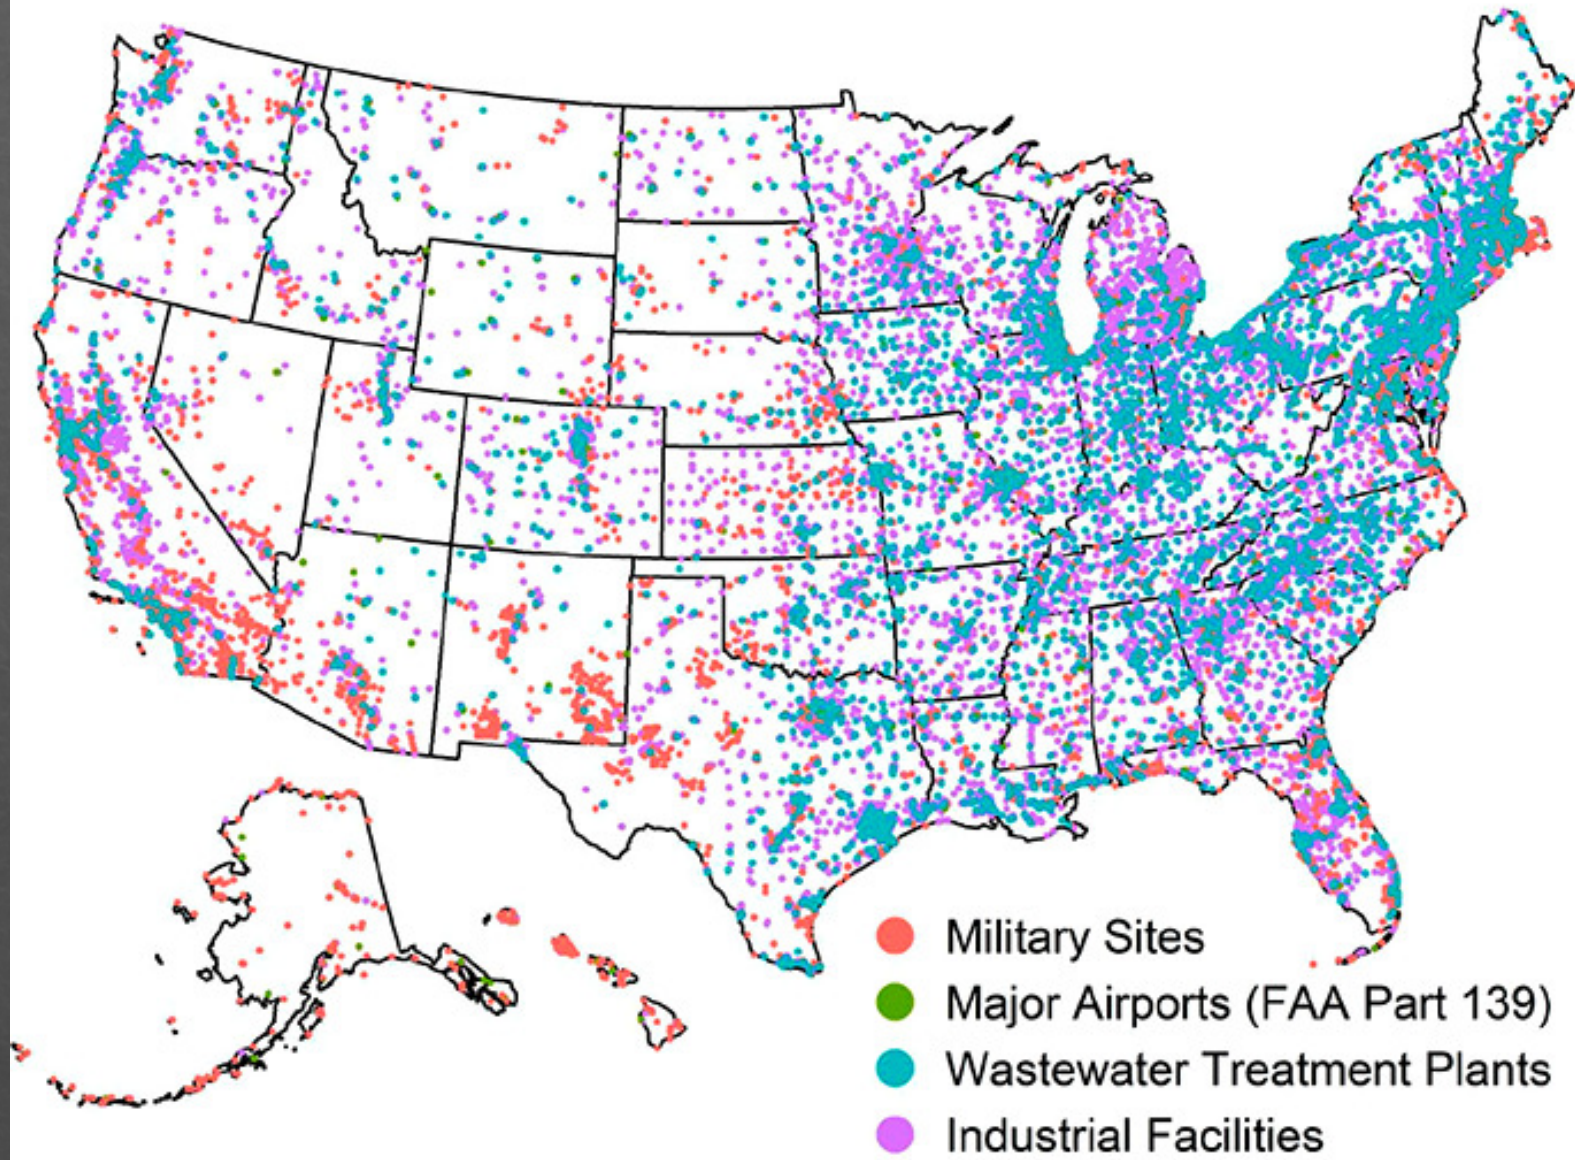 Military Sites
Major Airports (FAA Part 139)
Wastewater Treatment Plants
Industrial Facilities